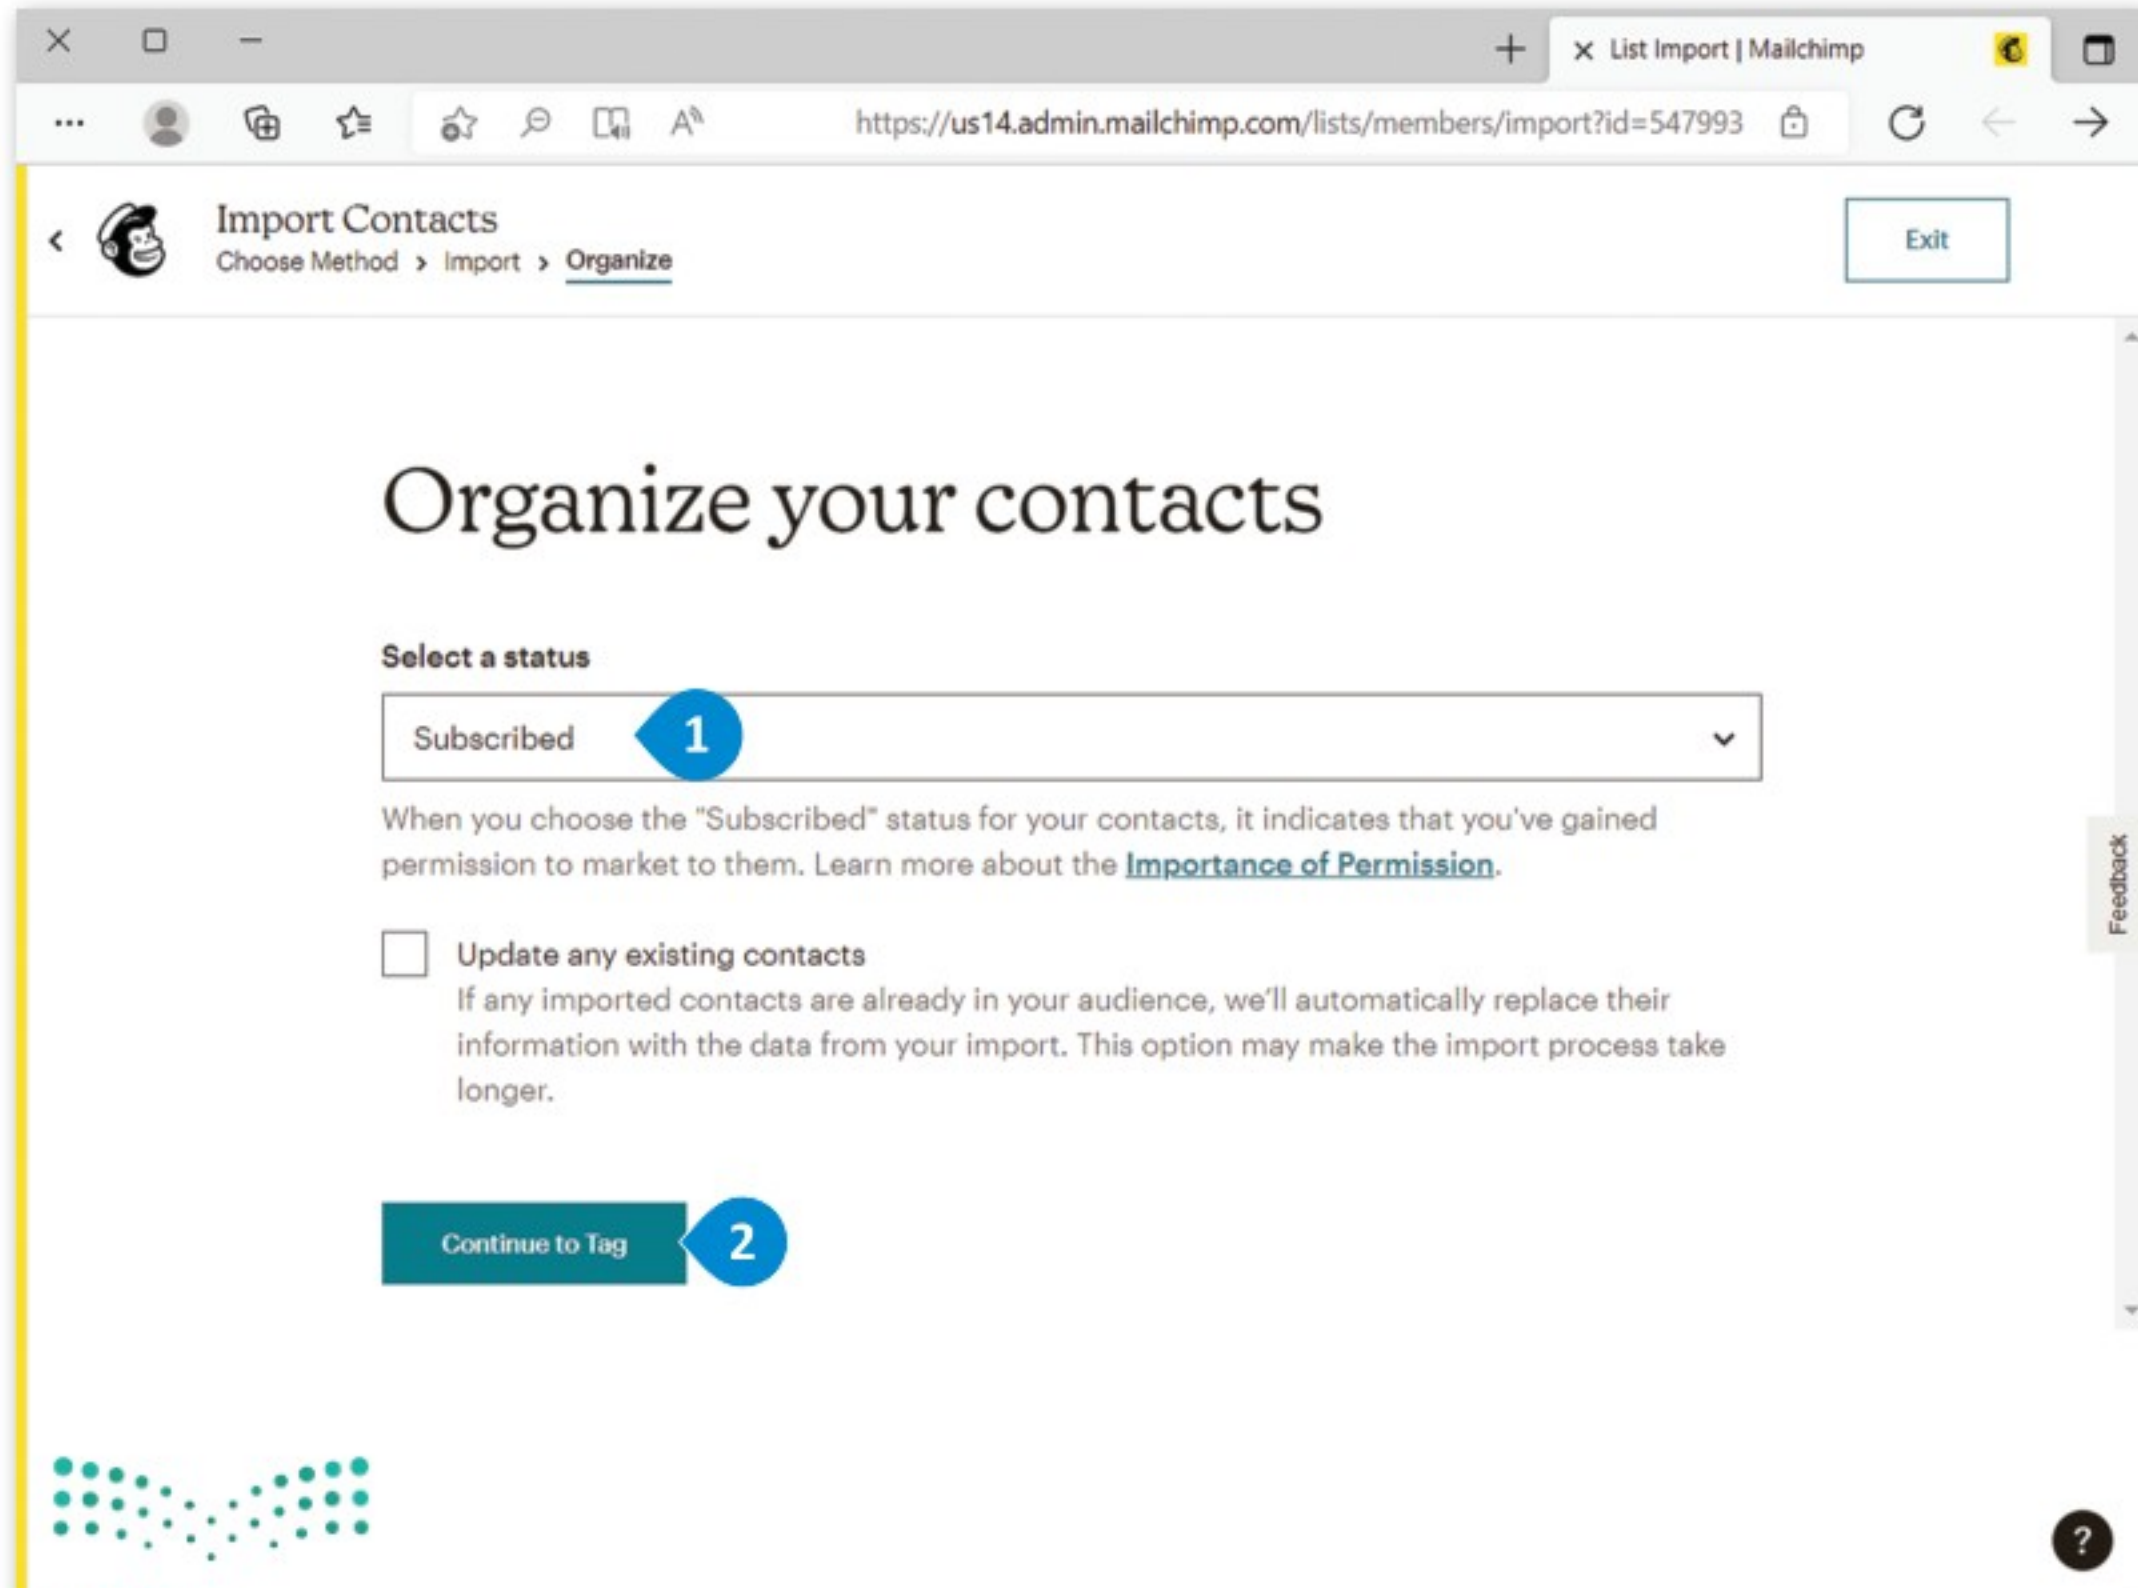 List Import | Mailchimp
https://us14.admin.mailchimp.com/lists/members/import?id=547993
Import Contacts
Choose Method > Import > Organize
Exit
Organize your contacts
Select a status
Subscribed
1
When you choose the "Subscribed" status for your contacts, it indicates that you've gained
permission to market to them. Learn more about the Importance of Permission.
Update any existing contacts
If any imported contacts are already in your audience, we'll automatically replace their
information with the data from your import. This option may make the import process take
longer.
Continue to Tag
2
Feedback
?